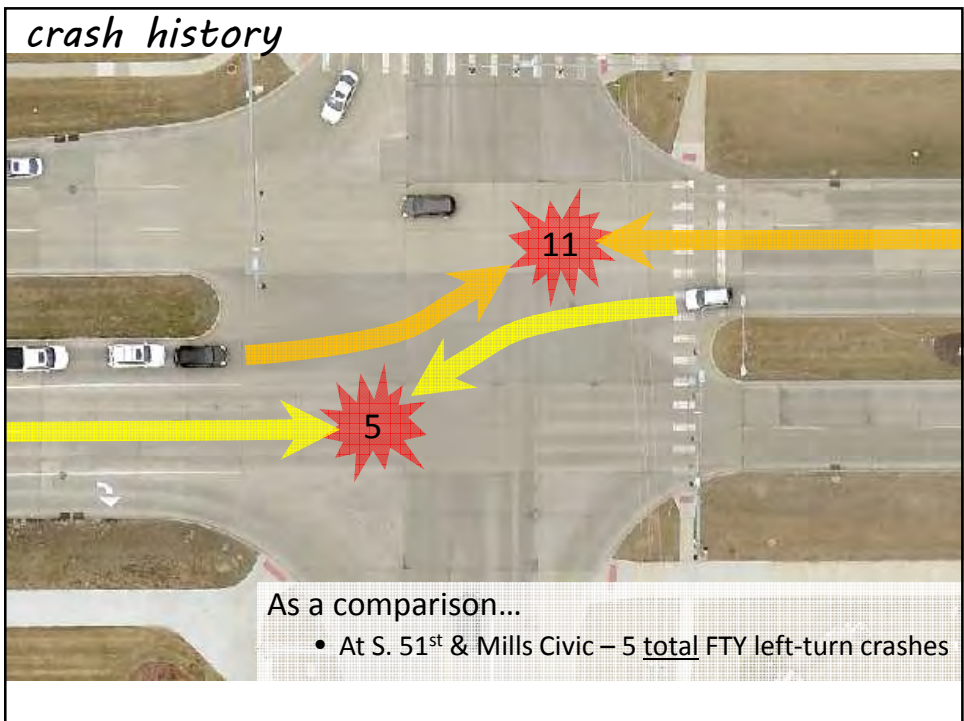 crash history
11
5
As a comparison...
• At S. 51st & Mills Civic – 5 total FTY left-turn crashes